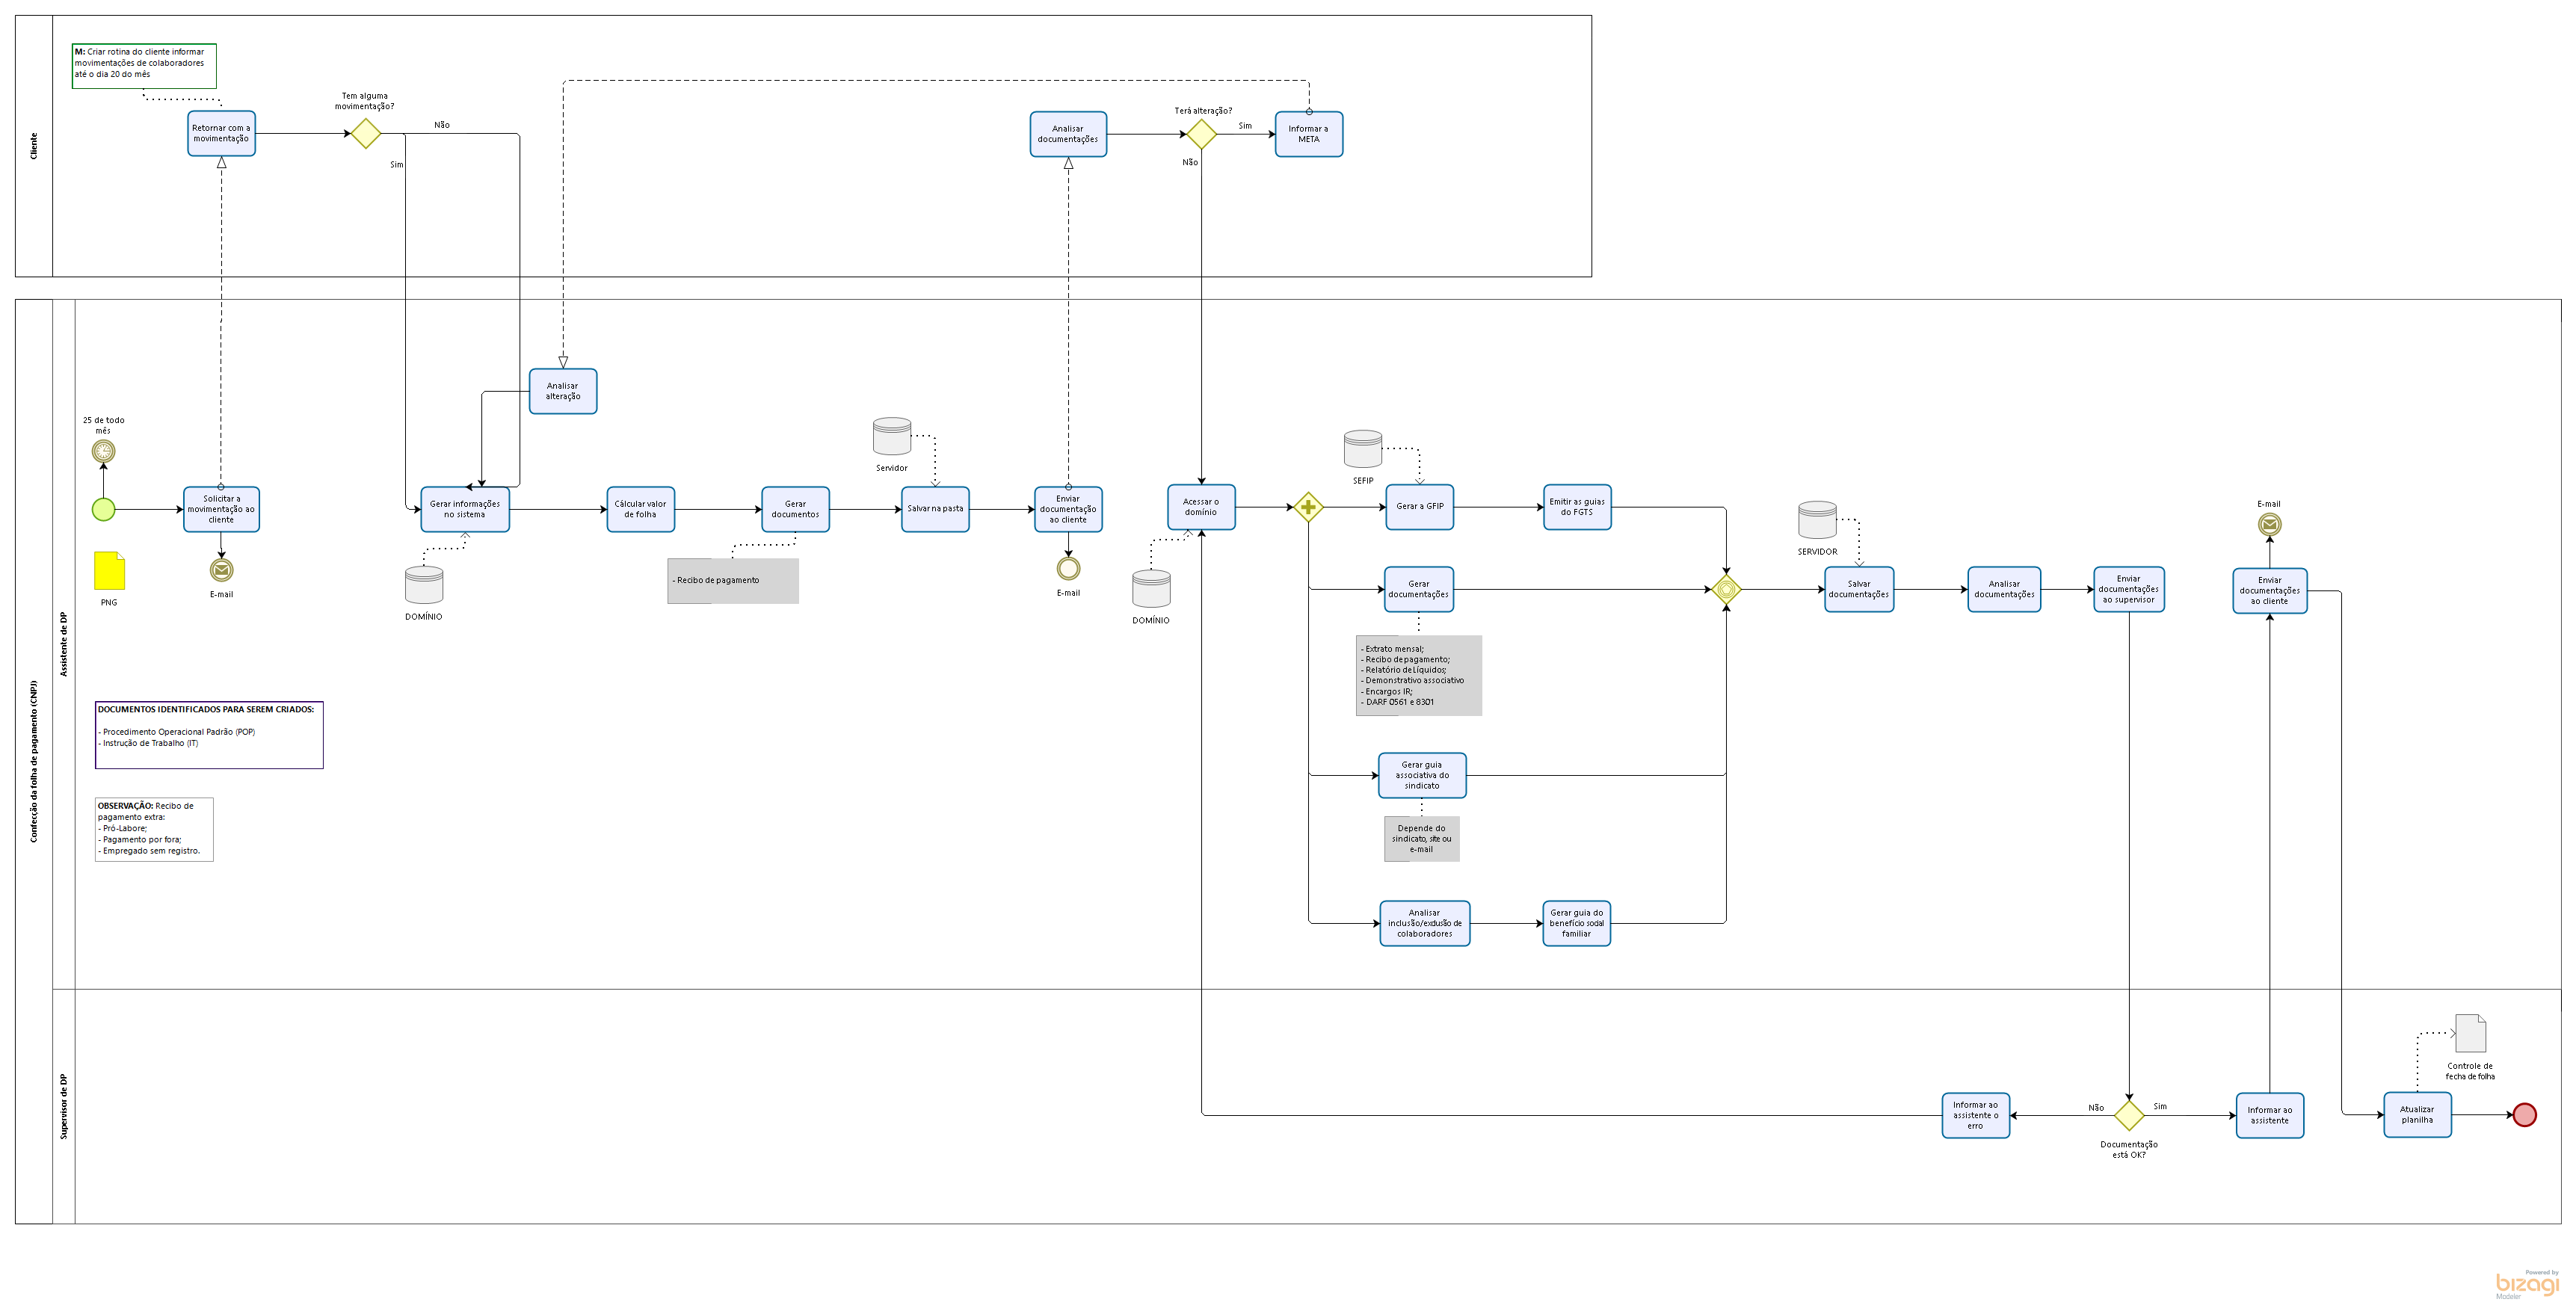 Cliente
M: Criar rotina do cliente informar
movimentações de colaboradores
até o dia 20 do mês
Retornar com a
movimentação
Tem alguma
movimentação?
Não
Sim
Analisar
documentações
Terá alteração?
Sim
Não
Informar a
META
Confecção da folha de pagamento (CNPJ)
Assistente de DP
25 de todo
mês
Solicitar a
movimentação ao
cliente
E-mail
PNG
Analisar
alteração
Gerar informações
no sistema
DOMÍNIO
Cálcular valor
de folha
Gerar
documentos
- Recibo de pagamento
Servidor
Salvar na pasta
Enviar
documentação
ao cliente
E-mail
Acessar o
domínio
DOMÍNIO
SEFIP
Gerar a GFIP
Emitir as guias
do FGTS
Gerar
documentações
- Extrato mensal;
- Recibo de pagamento;
- Relatório de Líquidos;
- Demonstrativo associativo
- Encargos IR;
- DARF 0561 e 8301
Gerar guia
associativa do
sindicato
Depende do
sindicato, site ou
e-mail
Analisar
inclusão/exclusão de
colaboradores
Gerar guia do
benefício social
familiar
SERVIDOR
Salvar
documentações
Analisar
documentações
Enviar
documentações
ao supervisor
E-mail
Enviar
documentações
ao cliente
DOCUMENTOS IDENTIFICADOS PARA SEREM CRIADOS:
- Procedimento Operacional Padrão (POP)
- Instrução de Trabalho (IT)
OBSERVAÇÃO: Recibo de
pagamento extra:
- Pró-Labore;
- Pagamento por fora;
- Empregado sem registro.
Supervisor de DP
Informar ao
assistente o
erro
Não
Sim
Documentação
está OK?
Informar ao
assistente
Atualizar
planilha
Controle de
fecha de folha
Powered by
bizagi
Modeler